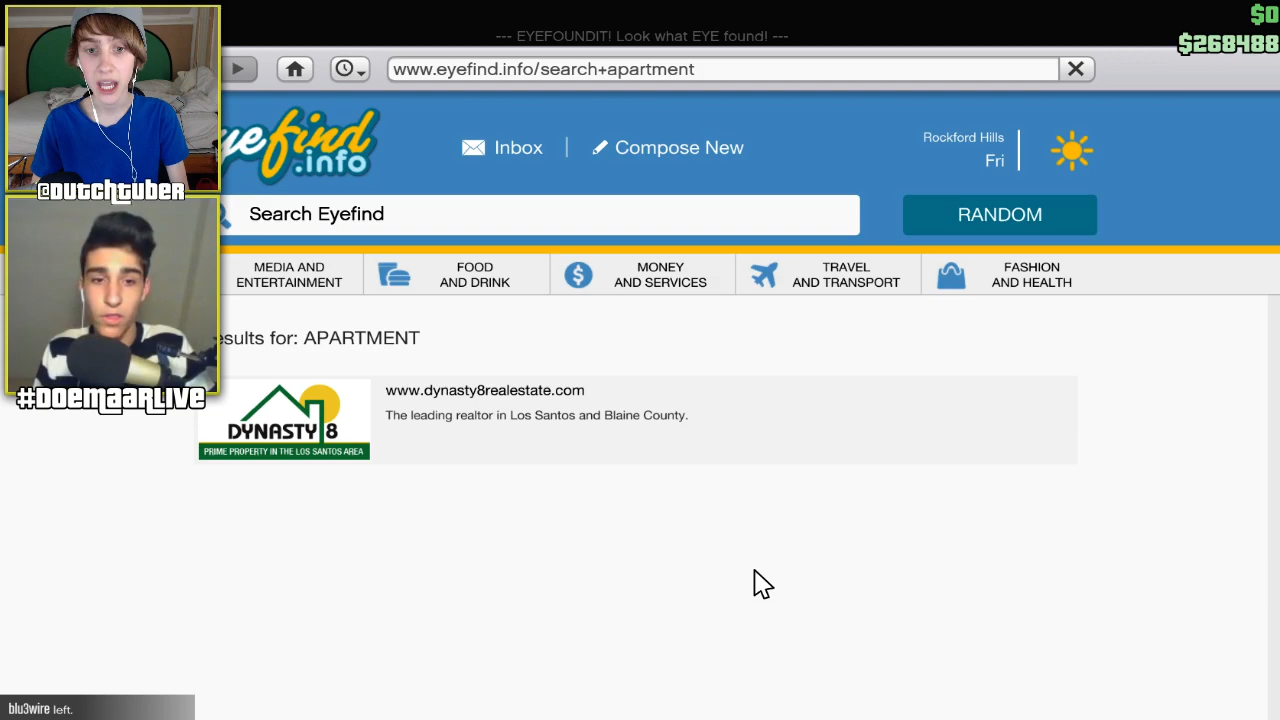 --- EYEFOUNDIT! Look what EYE found! ---
$0
$268488
www.eyefind.info/search+apartment
@DUTCHTUBER
yefind
.info
Inbox
Compose New
Rockford Hills
Fri
Search Eyefind
RANDOM
MEDIA AND
ENTERTAINMENT
FOOD
AND DRINK
MONEY
AND SERVICES
TRAVEL
AND TRANSPORT
FASHION
AND HEALTH
#DOEMAARLIVE
esults for: APARTMENT
DYNASTY 8
PRIME PROPERTY IN THE LOS SANTOS AREA
www.dynasty8realestate.com
The leading realtor in Los Santos and Blaine County.
blu3wire left.